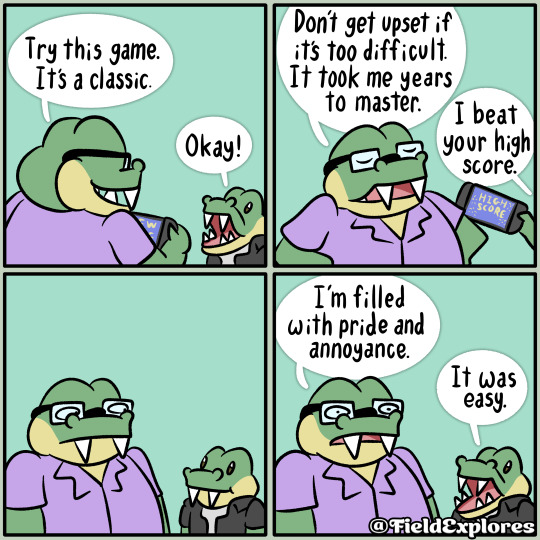 Try this game.
It's a classic.
Okay!
W
Don't get upset if
it's too difficult.
It took me years
to master.
I beat
your high
score.
HIGH
SCORE
I'm filled
with pride and
annoyance.
It was
easy.
@FieldExplores